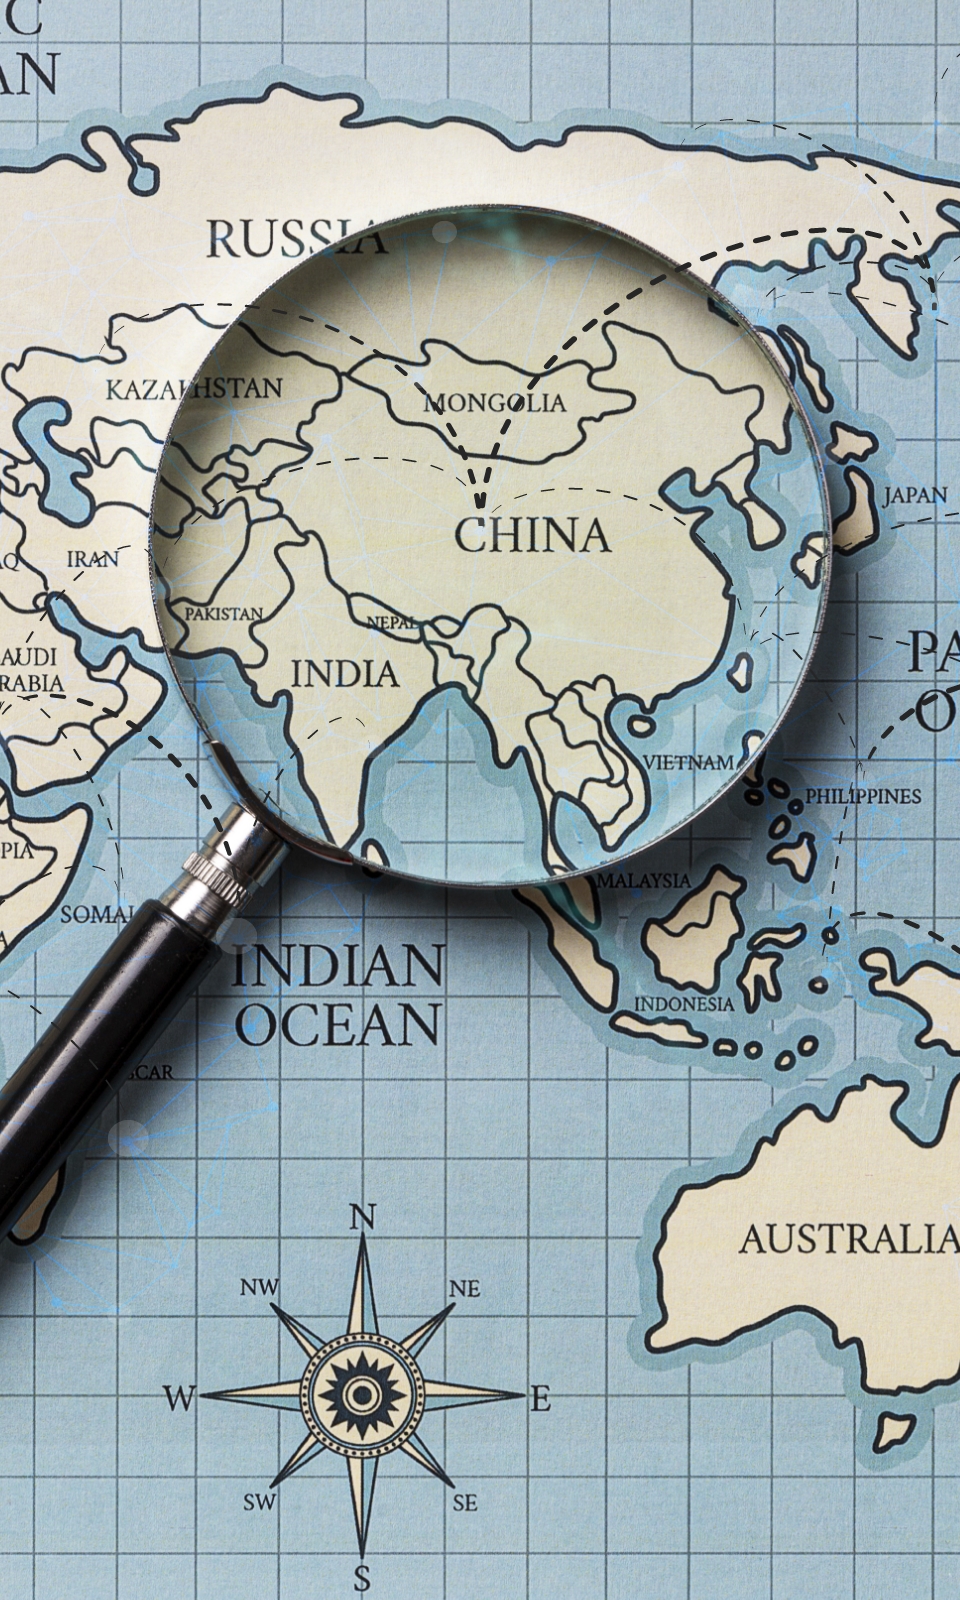 C
AN
RUSSIA
KAZAKHSTAN
MONGOLIA
JAPAN
CHINA
IRAN
PAKISTAN
NEPAL
AUDI
RABIA
INDIA
PA
O
VIETNAM
PHILIPPINES
PIA
MALAYSIA
SOMAL
INDIAN
OCEAN
INDONESIA
SCAR
AUSTRALIA
N
NW
NE
W
E
SW
SE
S